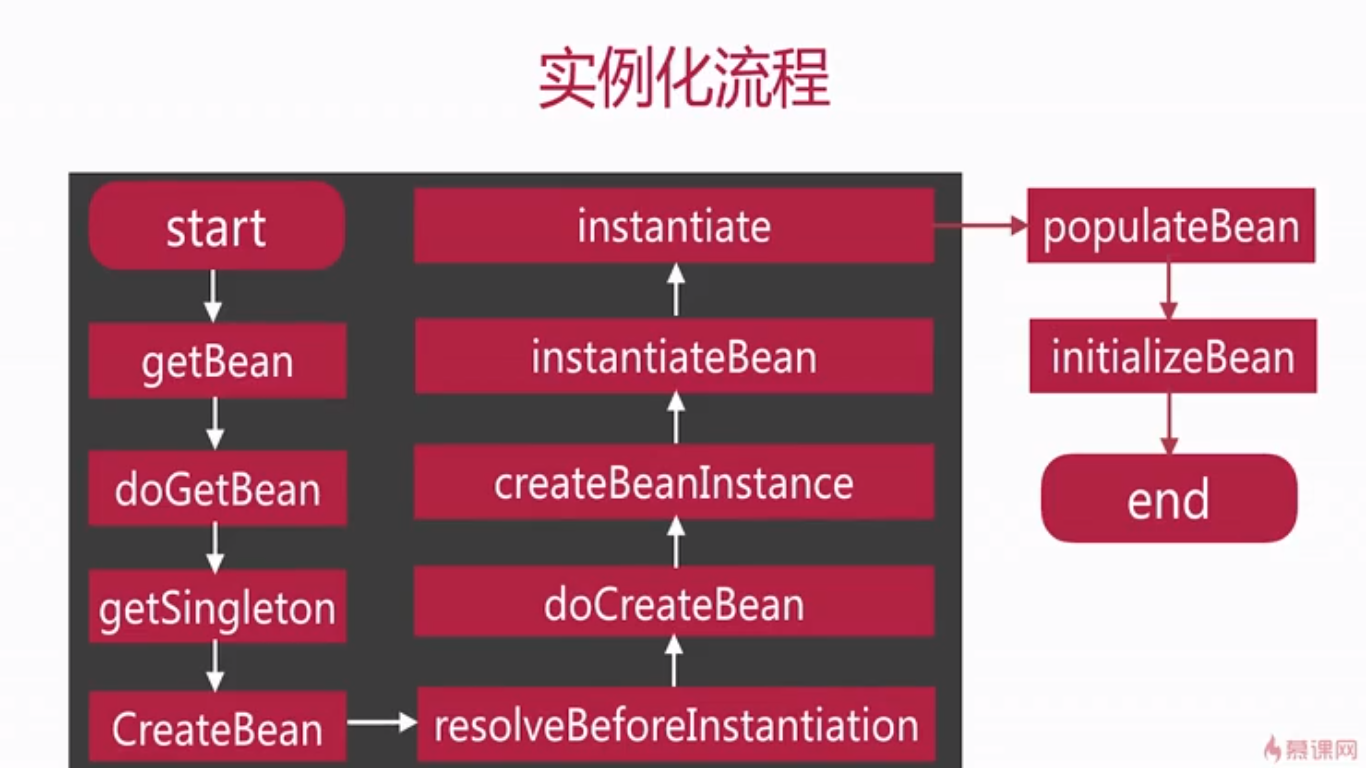 实例化流程
start
getBean
doGetBean
getSingleton
CreateBean
resolveBeforeInstantiation
doCreateBean
createBeanInstance
instantiateBean
instantiate
populateBean
initializeBean
end
慕课网